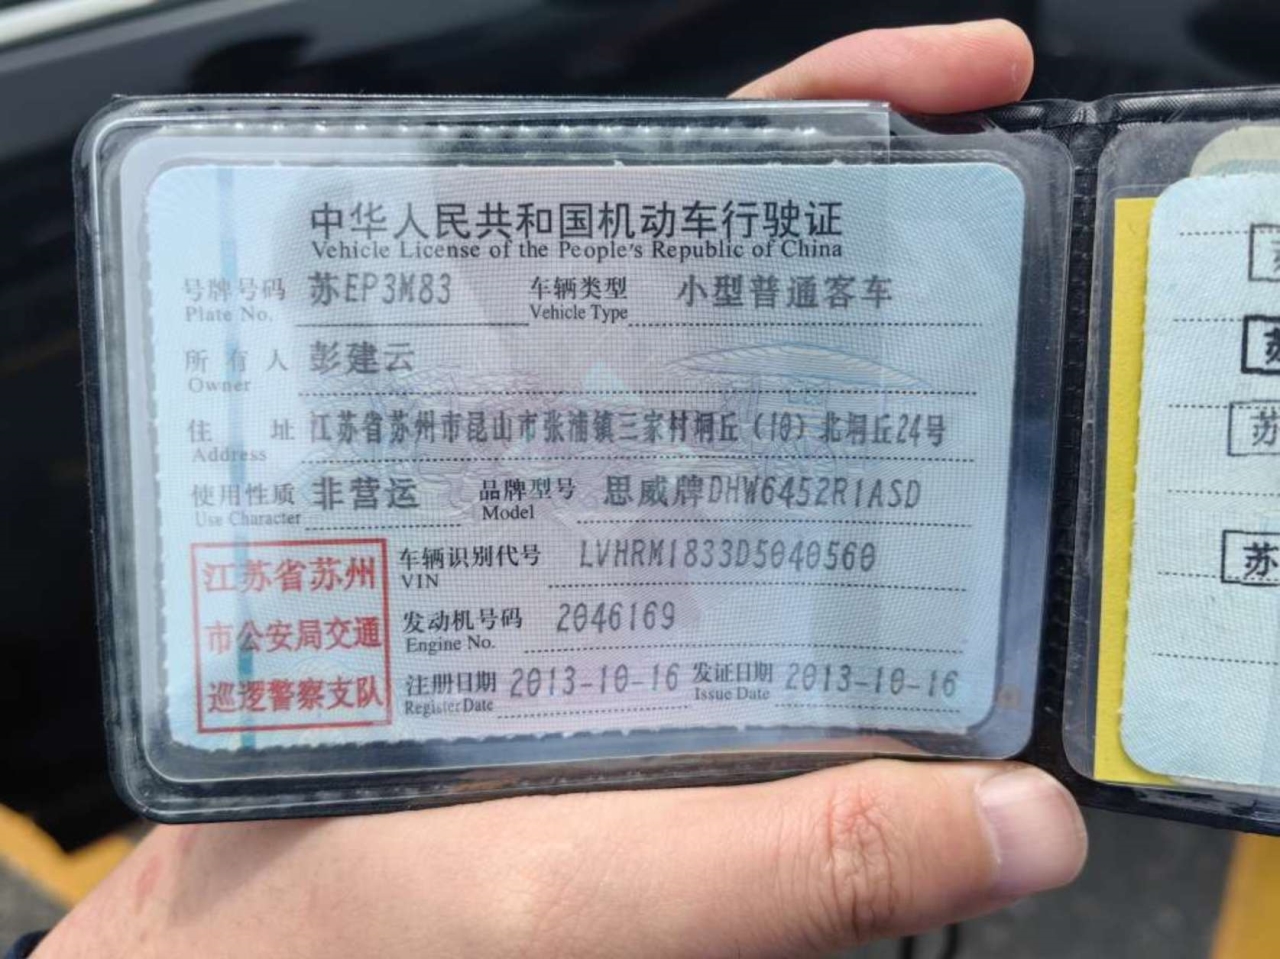 中华人民共和国机动车行驶证
Vehicle License of the People's Republic of China
号牌号码 苏EP3M83 车辆类型 小型普通客车
Plate No. Vehicle Type
所有人 彭建云
Owner
住址 江苏省苏州市昆山市张浦镇三家村垌丘(10)北垌丘24号
Address
使用性质 非营运 品牌型号 思威牌DHW6452R1ASD
Use Character Model
车辆识别代号 LVHRM1833D5040560
VIN
发动机号码 2046169
Engine No.
注册日期 2013-10-16 发证日期 2013-10-16
Register Date Issue Date
江苏省苏州
市公安局交通
巡逻警察支队
苏
苏
苏